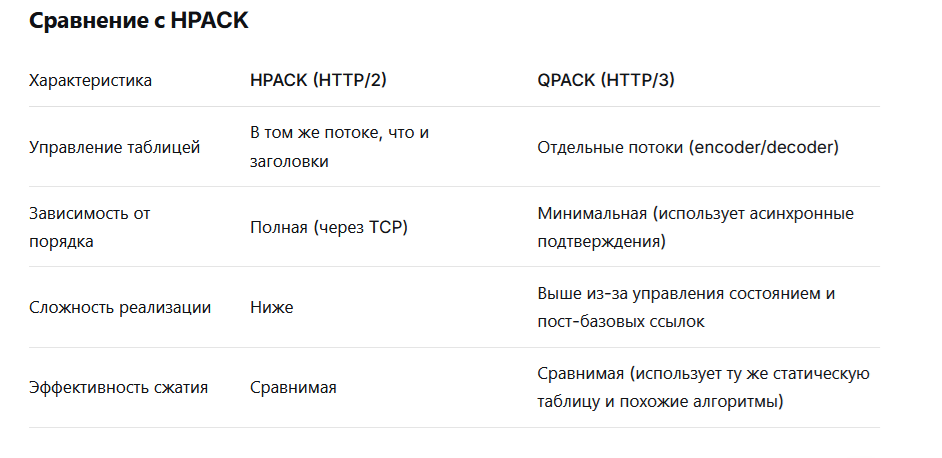 Сравнение с HPACK
Характеристика HPACK (HTTP/2) QPACK (HTTP/3)
Управление таблицей В том же потоке, что и заголовки Отдельные потоки (encoder/decoder)
Зависимость от порядка Полная (через TCP) Минимальная (использует асинхронные подтверждения)
Сложность реализации Ниже Выше из-за управления состоянием и пост-базовых ссылок
Эффективность сжатия Сравнимая Сравнимая (использует ту же статическую таблицу и похожие алгоритмы)